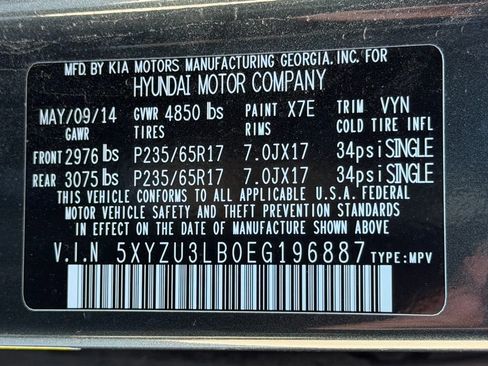 MFD. BY KIA MOTORS MANUFACTURING GEORGIA. INC. FOR
HYUNDAI MOTOR COMPANY
MAY/09/14 GVWR 4850 lbs PAINT X7E TRIM VYN
GAWR TIRES RIMS COLD TIRE INFL
FRONT 2976 lbs P235/65R17 7.0JX17 34psi SINGLE
REAR 3075 lbs P235/65R17 7.0JX17 34psi SINGLE
THIS VEHICLE CONFORMS TO ALL APPLICABLE U.S.A. FEDERAL
MOTOR VEHICLE SAFETY AND THEFT PREVENTION STANDARDS
IN EFFECT ON THE DATE OF MANUFACTURE SHOWN ABOVE.
V.I.N 5XYZU3LB0EG196887 TYPE:MPV